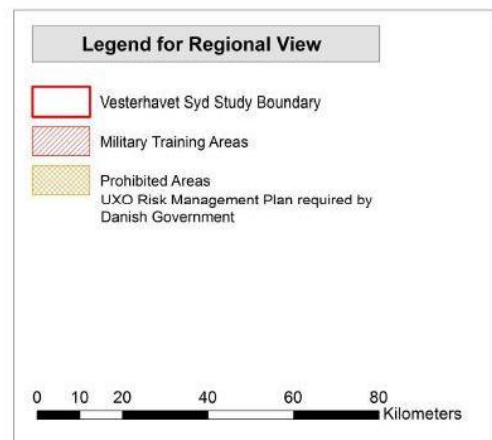 Legend for Regional View
Vesterhavet Syd Study Boundary
Military Training Areas
Prohibited Areas
UXO Risk Management Plan required by
Danish Government
0 10 20 40 60 80
Kilometers